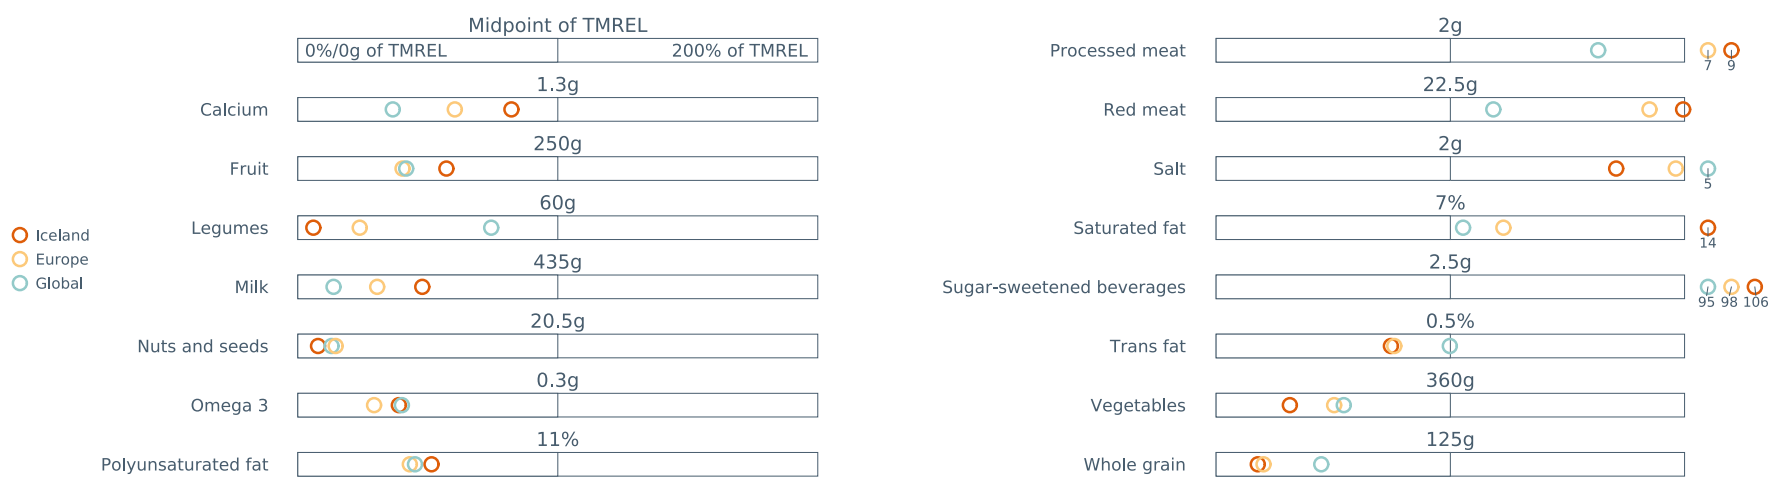 Midpoint of TMREL
0%/0g of TMREL 200% of TMREL
1.3g
Calcium
250g
Fruit
60g
Legumes
435g
Milk
20.5g
Nuts and seeds
0.3g
Omega 3
11%
Polyunsaturated fat
Iceland
Europe
Global
2g
Processed meat
7 9
22.5g
Red meat
2g
Salt
5
7%
Saturated fat
14
2.5g
Sugar-sweetened beverages
95 98 106
0.5%
Trans fat
360g
Vegetables
125g
Whole grain